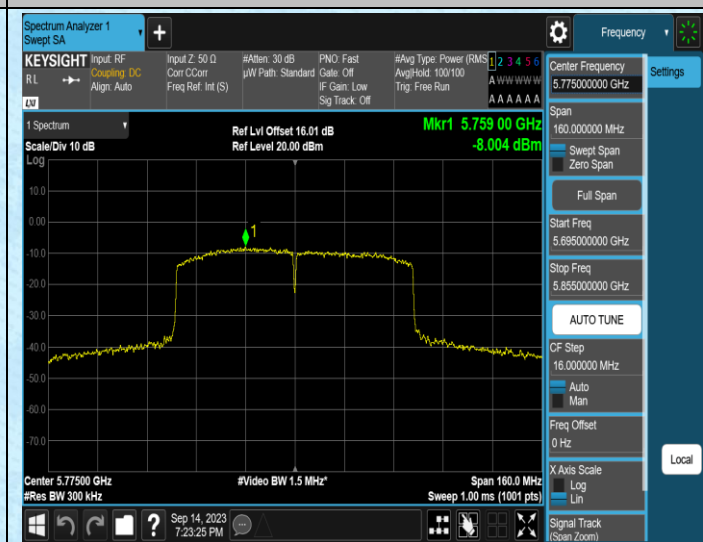 Spectrum Analyzer 1
Swept SA
+
Frequency
KEYSIGHT
RL
LXI
Input: RF
Coupling: DC
Align: Auto
Input Z: 50 Ω
Corr CCorr
Freq Ref: Int (S)
#Atten: 30 dB
µW Path: Standard
PNO: Fast
Gate: Off
IF Gain: Low
Sig Track: Off
#Avg Type: Power (RMS
Avg|Hold: 100/100
Trig: Free Run
1 2 3 4 5 6
A W W W W W
A A A A A A
1 Spectrum
Scale/Div 10 dB
Log
Ref Lvl Offset 16.01 dB
Ref Level 20.00 dBm
Mkr1 5.759 00 GHz
-8.004 dBm
10.0
0.00
-10.0
-20.0
-30.0
-40.0
-50.0
-60.0
-70.0
1
Center 5.77500 GHz
#Res BW 300 kHz
#Video BW 1.5 MHz*
Span 160.0 MHz
Sweep 1.00 ms (1001 pts)
?
Sep 14, 2023
7:23:25 PM
Center Frequency
5.775000000 GHz
Settings
Span
160.000000 MHz
Swept Span
Zero Span
Full Span
Start Freq
5.695000000 GHz
Stop Freq
5.855000000 GHz
AUTO TUNE
CF Step
16.000000 MHz
Auto
Man
Freq Offset
0 Hz
X Axis Scale
Log
Lin
Local
Signal Track
(Span Zoom)